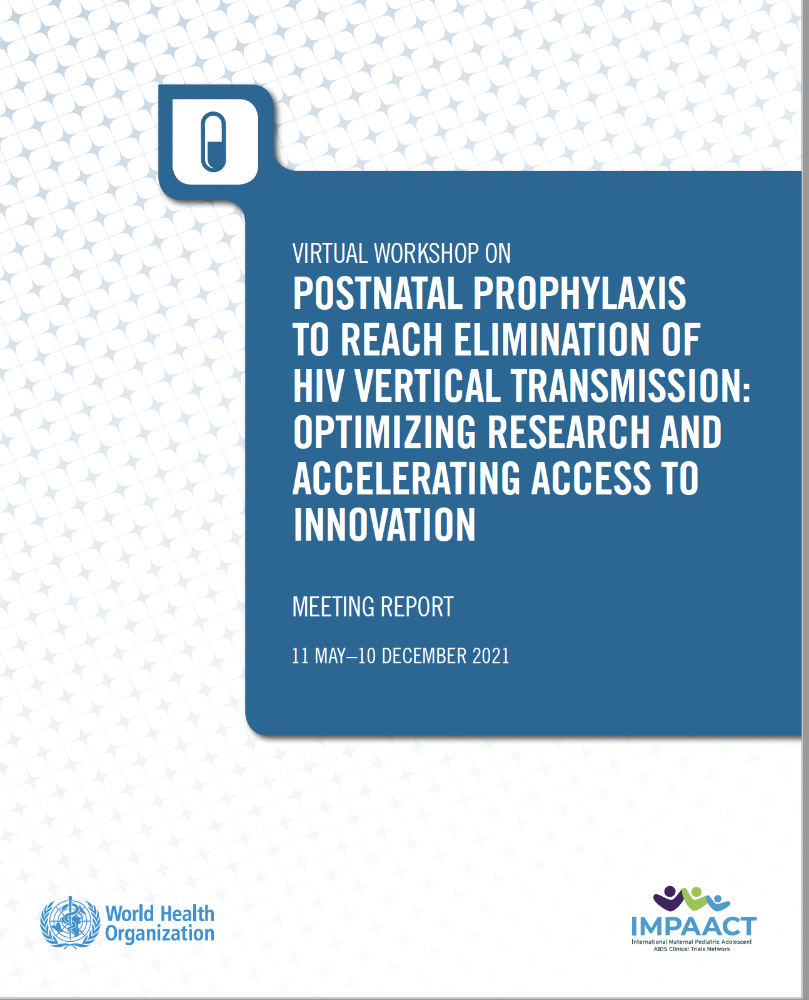 VIRTUAL WORKSHOP ON
POSTNATAL PROPHYLAXIS
TO REACH ELIMINATION OF
HIV VERTICAL TRANSMISSION:
OPTIMIZING RESEARCH AND
ACCELERATING ACCESS TO
INNOVATION
MEETING REPORT
11 MAY–10 DECEMBER 2021
World Health
Organization
IMPAACT
International Maternal Pediatric Adolescent
AIDS Clinical Trials Network